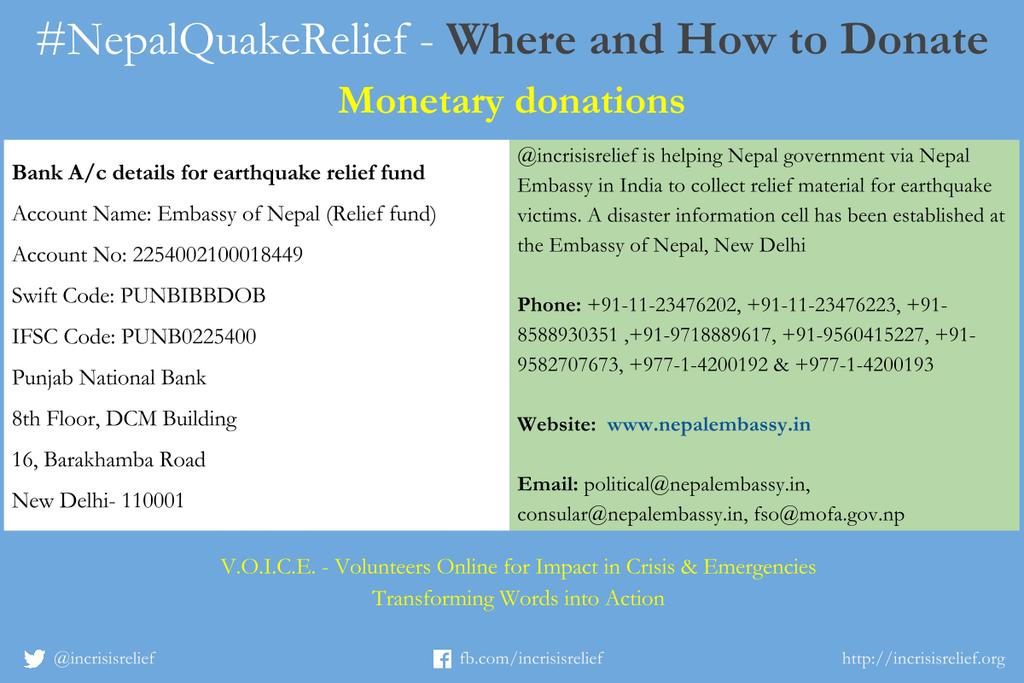 #NepalQuakeRelief - Where and How to Donate
Monetary donations
Bank A/c details for earthquake relief fund
Account Name: Embassy of Nepal (Relief fund)
Account No: 2254002100018449
Swift Code: PUNBIBBDOB
IFSC Code: PUNB0225400
Punjab National Bank
8th Floor, DCM Building
16, Barakhamba Road
New Delhi- 110001
@incrisisrelief is helping Nepal government via Nepal
Embassy in India to collect relief material for earthquake
victims. A disaster information cell has been established at
the Embassy of Nepal, New Delhi
Phone: +91-11-23476202, +91-11-23476223, +91-
8588930351 ,+91-9718889617, +91-9560415227, +91-
9582707673, +977-1-4200192 & +977-1-4200193
Website: www.nepalembassy.in
Email: political@nepalembassy.in,
consular@nepalembassy.in, fso@mofa.gov.np
V.O.I.C.E. - Volunteers Online for Impact in Crisis & Emergencies
Transforming Words into Action
@incrisisrelief
fb.com/incrisisrelief
http://incrisisrelief.org